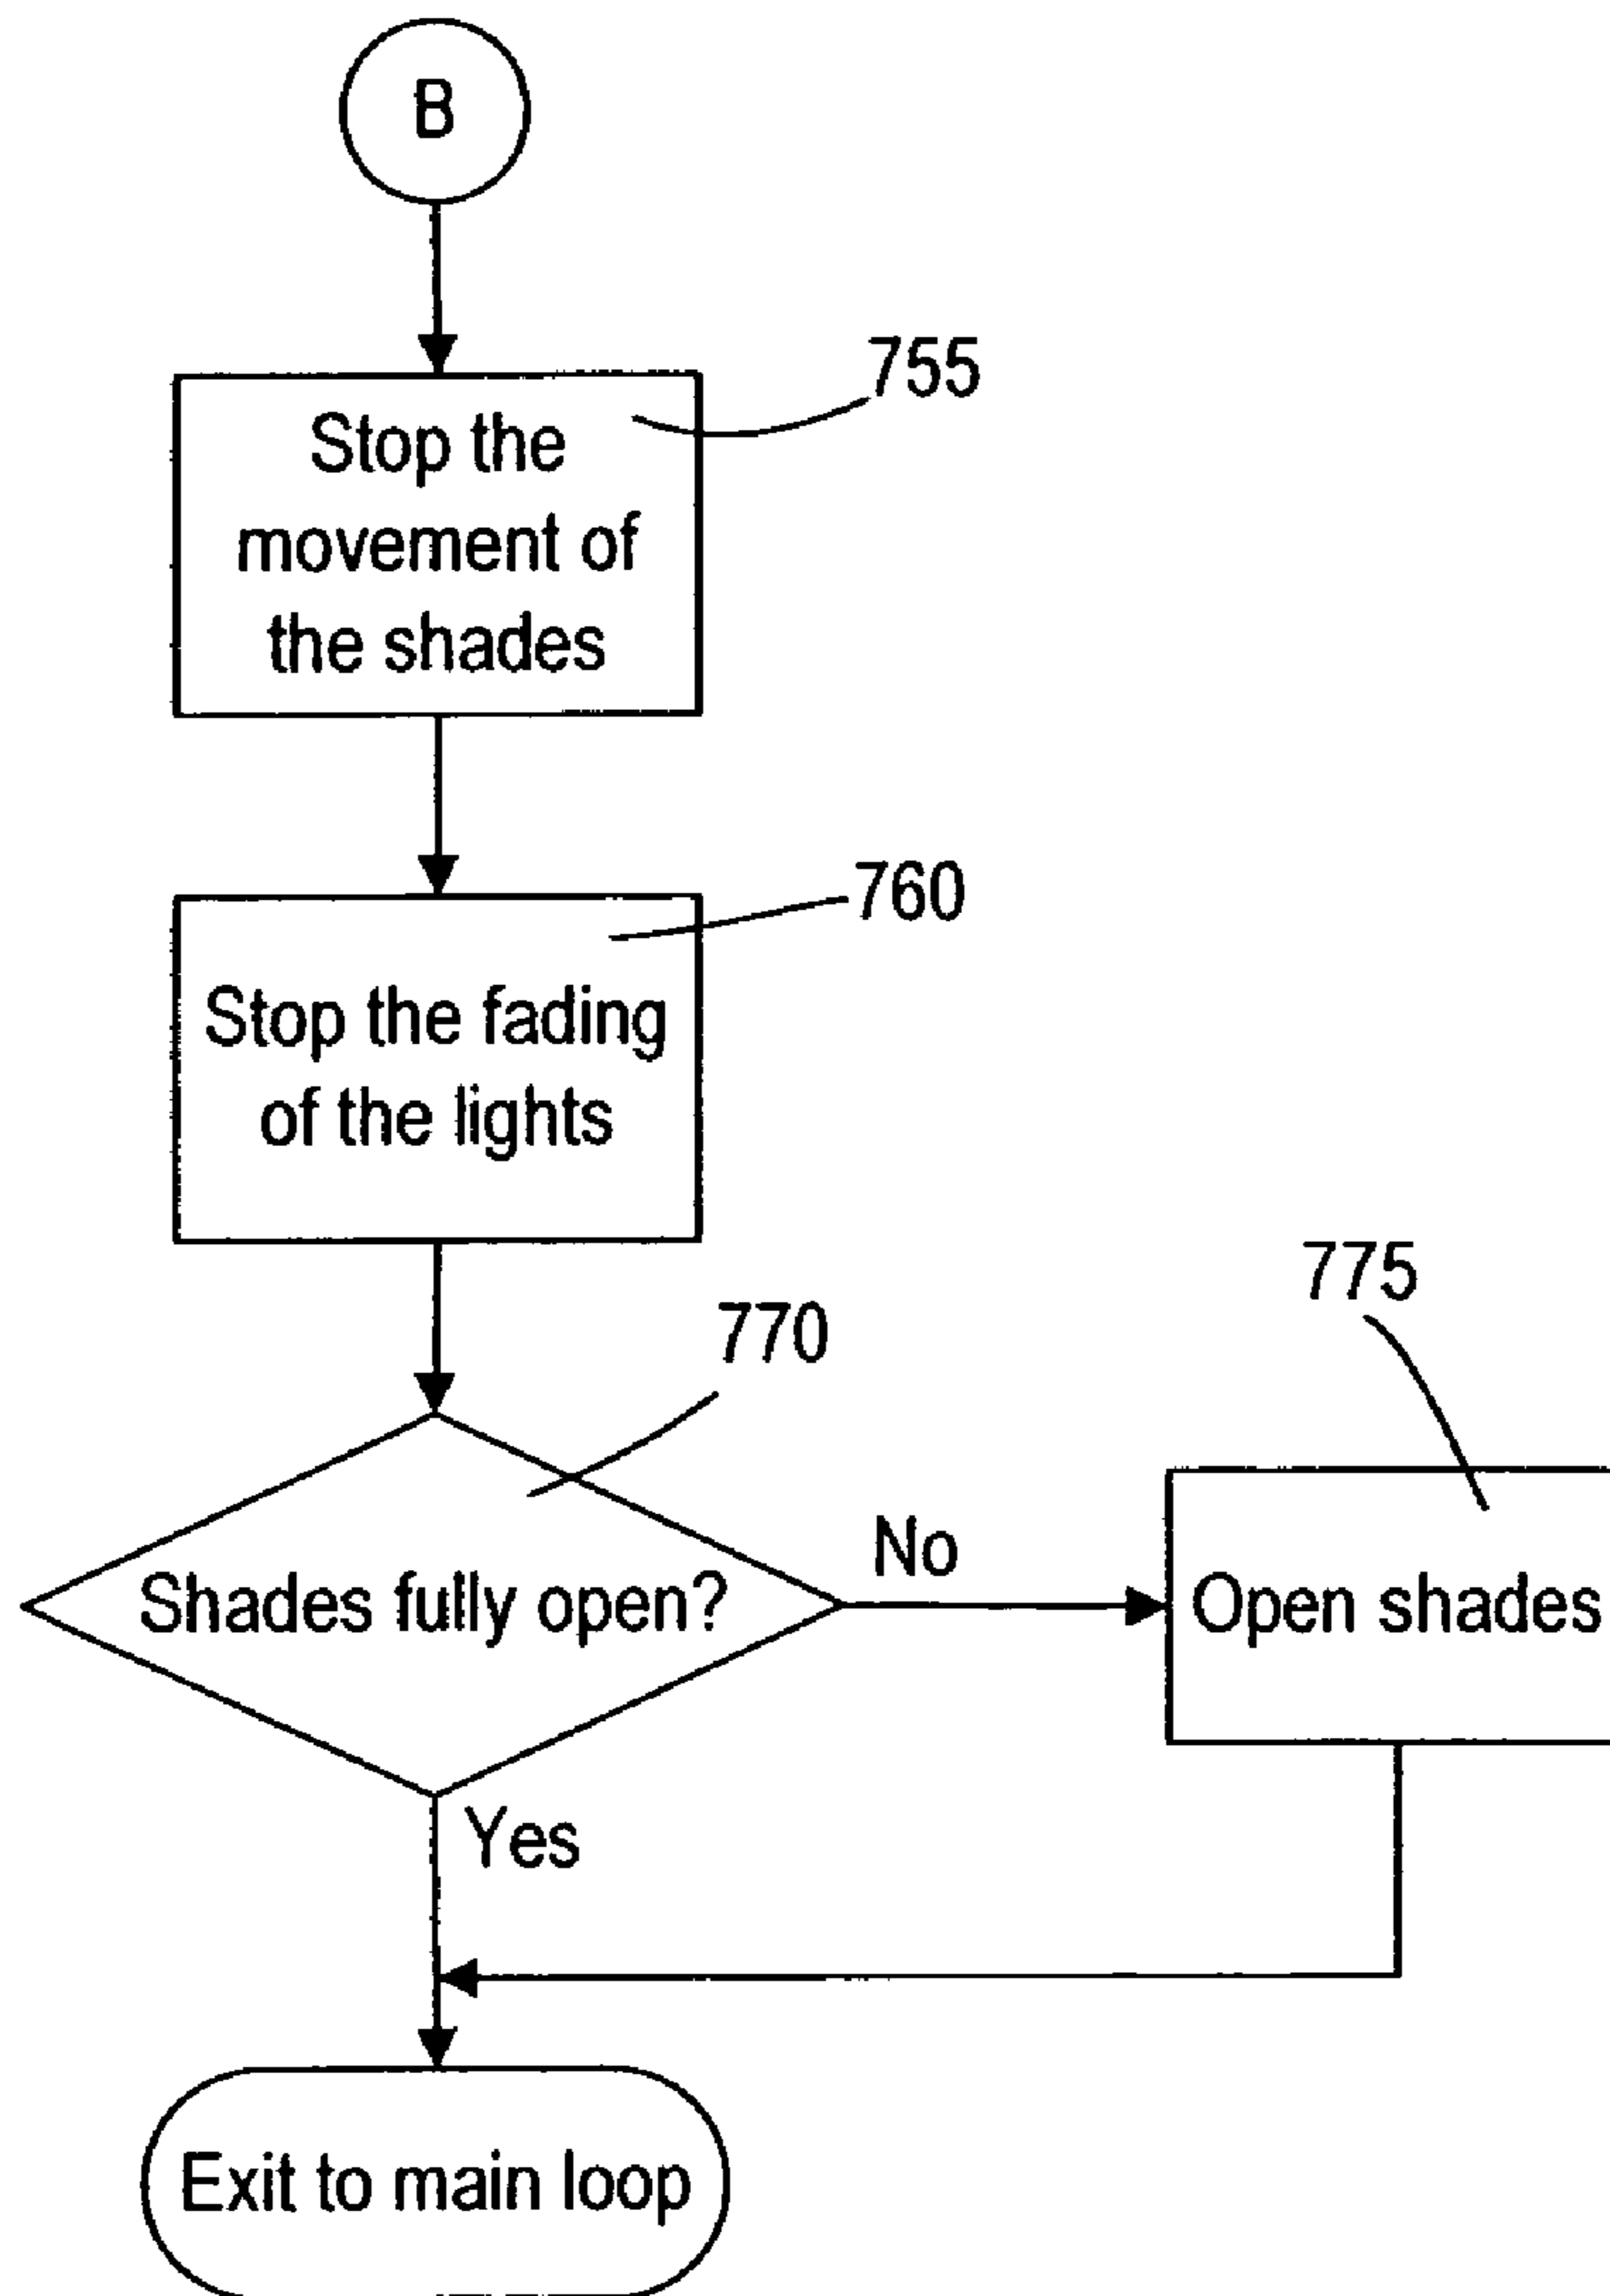 B
755
Stop the
movement of
the shades
760
Stop the fading
of the lights
770
775
Shades fully open?
No
Open shades
Yes
Exit to main loop